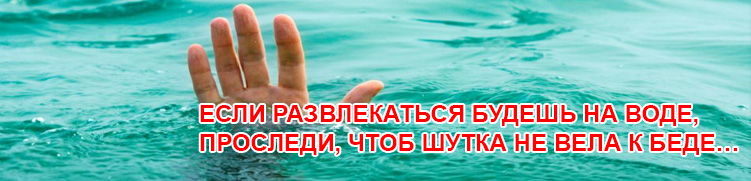 ЕСЛИ РАЗВЛЕКАТЬСЯ БУДЕШЬ НА ВОДЕ,
ПРОСЛЕДИ, ЧТОБ ШУТКА НЕ ВЕЛА К БЕДЕ...